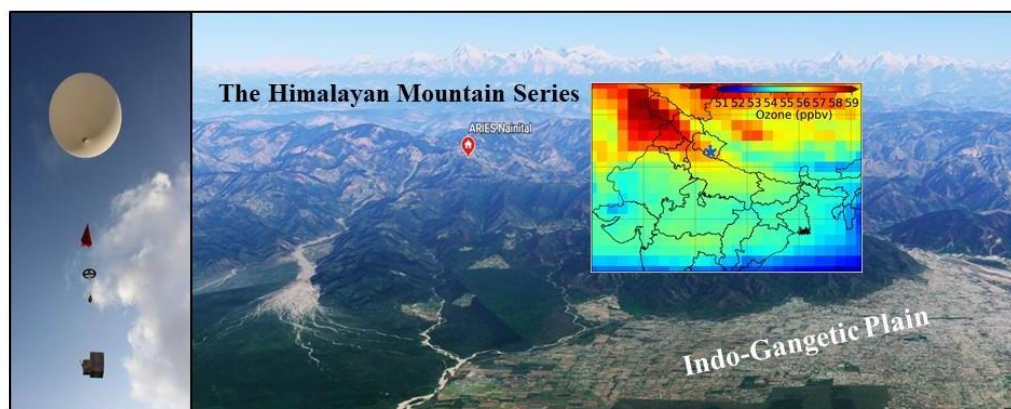 The Himalayan Mountain Series
ARIES Nainital
51 52 53 54 55 56 57 58 59
Ozone (ppbv)
Indo-Gangetic Plain